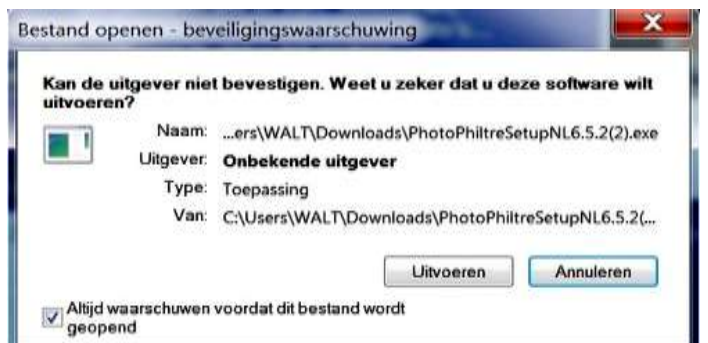 Bestand openen - beveiligingswaarschuwing
Kan de uitgever niet bevestigen. Weet u zeker dat u deze software wilt
uitvoeren?
Naam: ...ers\WALT\Downloads\PhotoPhiltreSetupNL6.5.2(2).exe
Uitgever: Onbekende uitgever
Type: Toepassing
Van: C:\Users\WALT\Downloads\PhotoPhiltreSetupNL6.5.2(...
Uitvoeren Annuleren
Altijd waarschuwen voordat dit bestand wordt
geopend